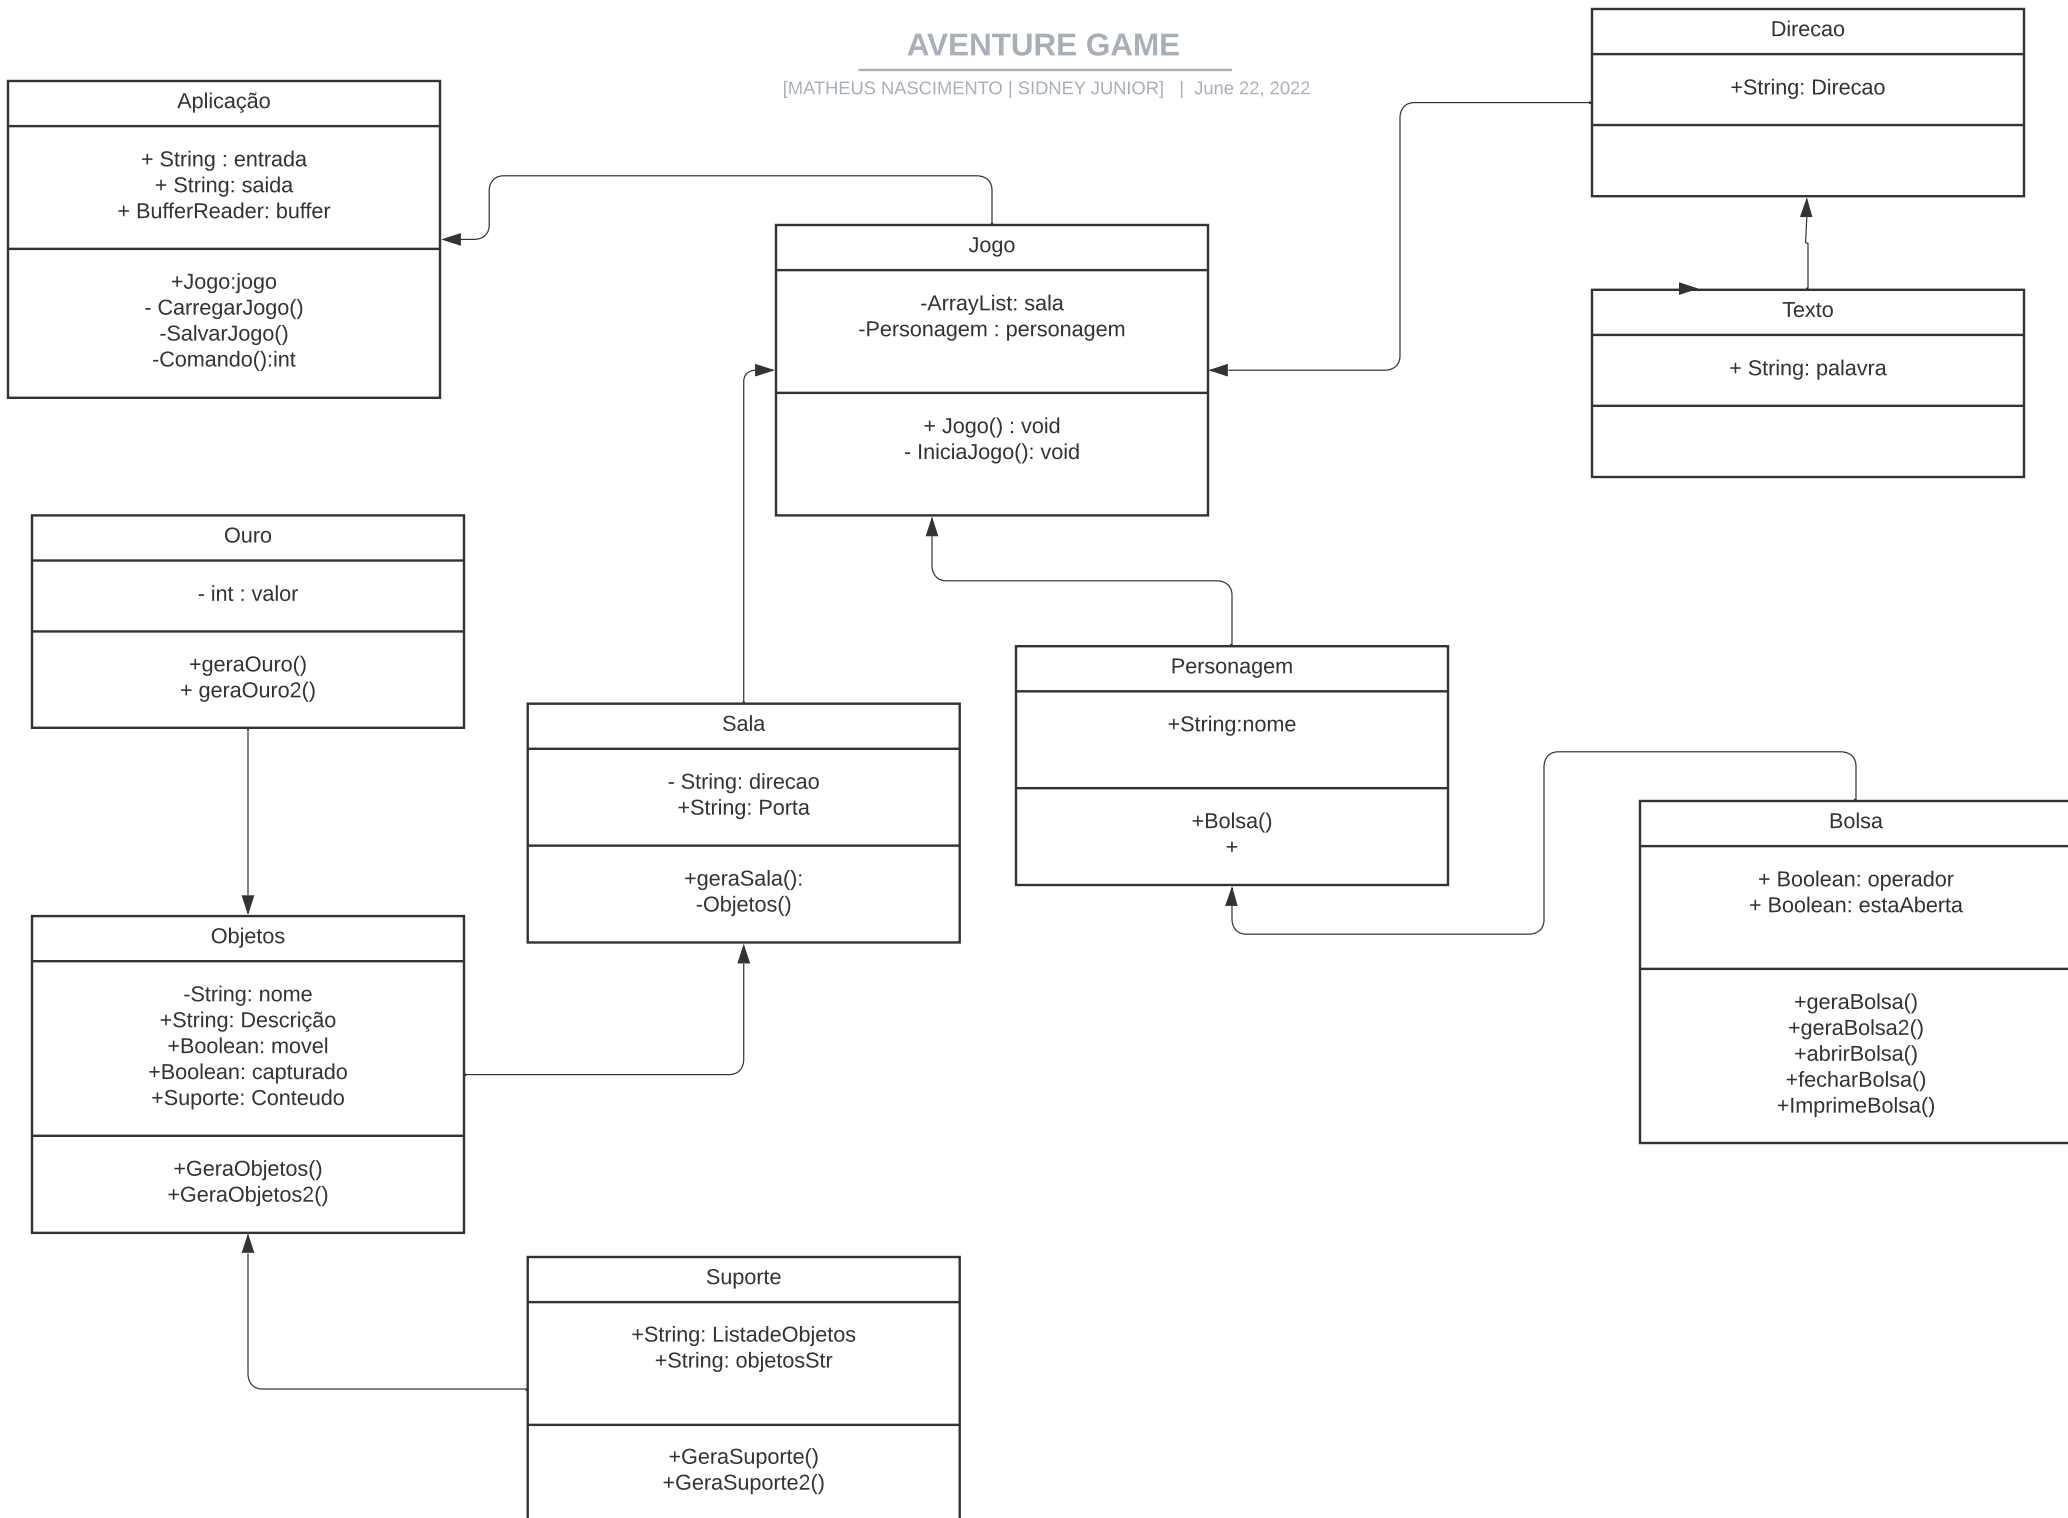 AVENTURE GAME
[MATHEUS NASCIMENTO | SIDNEY JUNIOR] | June 22, 2022
Aplicação
+ String : entrada
+ String: saida
+ BufferReader: buffer
+Jogo:jogo
- CarregarJogo()
-SalvarJogo()
-Comando():int
Jogo
-ArrayList: sala
-Personagem : personagem
+ Jogo() : void
- IniciaJogo(): void
Direcao
+String: Direcao
Texto
+ String: palavra
Ouro
- int : valor
+geraOuro()
+ geraOuro2()
Sala
- String: direcao
+String: Porta
+geraSala():
-Objetos()
Personagem
+String:nome
+Bolsa()
+
Bolsa
+ Boolean: operador
+ Boolean: estaAberta
+geraBolsa()
+geraBolsa2()
+abrirBolsa()
+fecharBolsa()
+ImprimeBolsa()
Objetos
-String: nome
+String: Descrição
+Boolean: movel
+Boolean: capturado
+Suporte: Conteudo
+GeraObjetos()
+GeraObjetos2()
Suporte
+String: ListadeObjetos
+String: objetosStr
+GeraSuporte()
+GeraSuporte2()